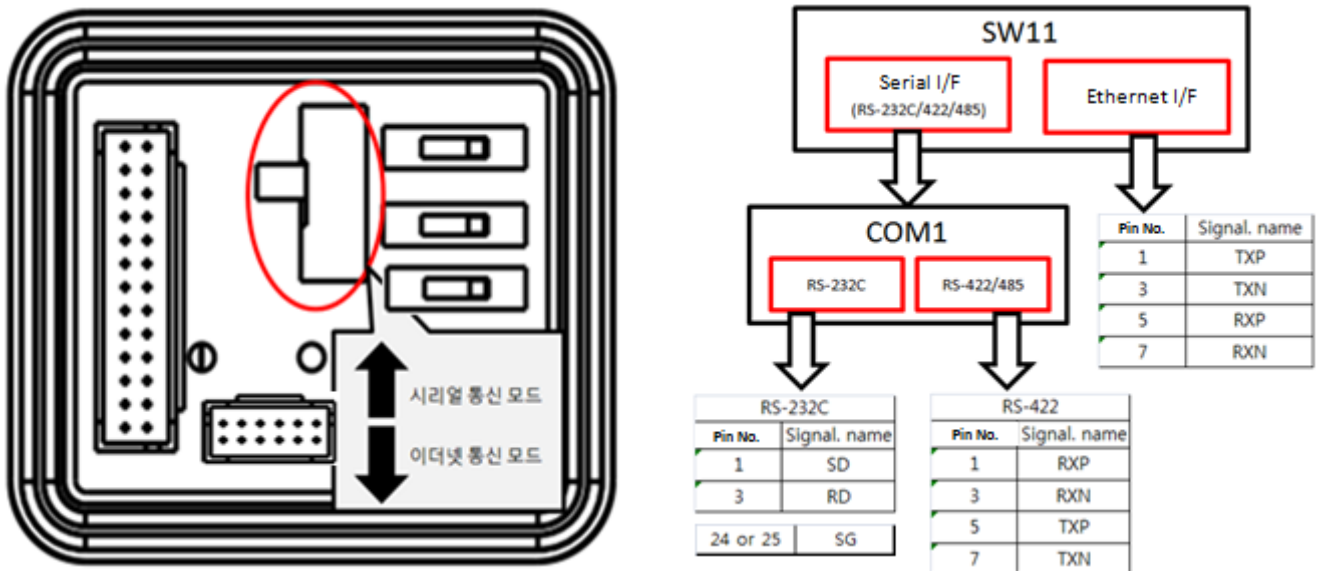 시리얼 통신 모드
이더넷 통신 모드
SW11
Serial I/F
(RS-232C/422/485)
Ethernet I/F
COM1
RS-232C
RS-422/485
Pin No. Signal. name
1 TXP
3 TXN
5 RXP
7 RXN
RS-232C
Pin No. Signal. name
1 SD
3 RD
24 or 25 SG
RS-422
Pin No. Signal. name
1 RXP
3 RXN
5 TXP
7 TXN